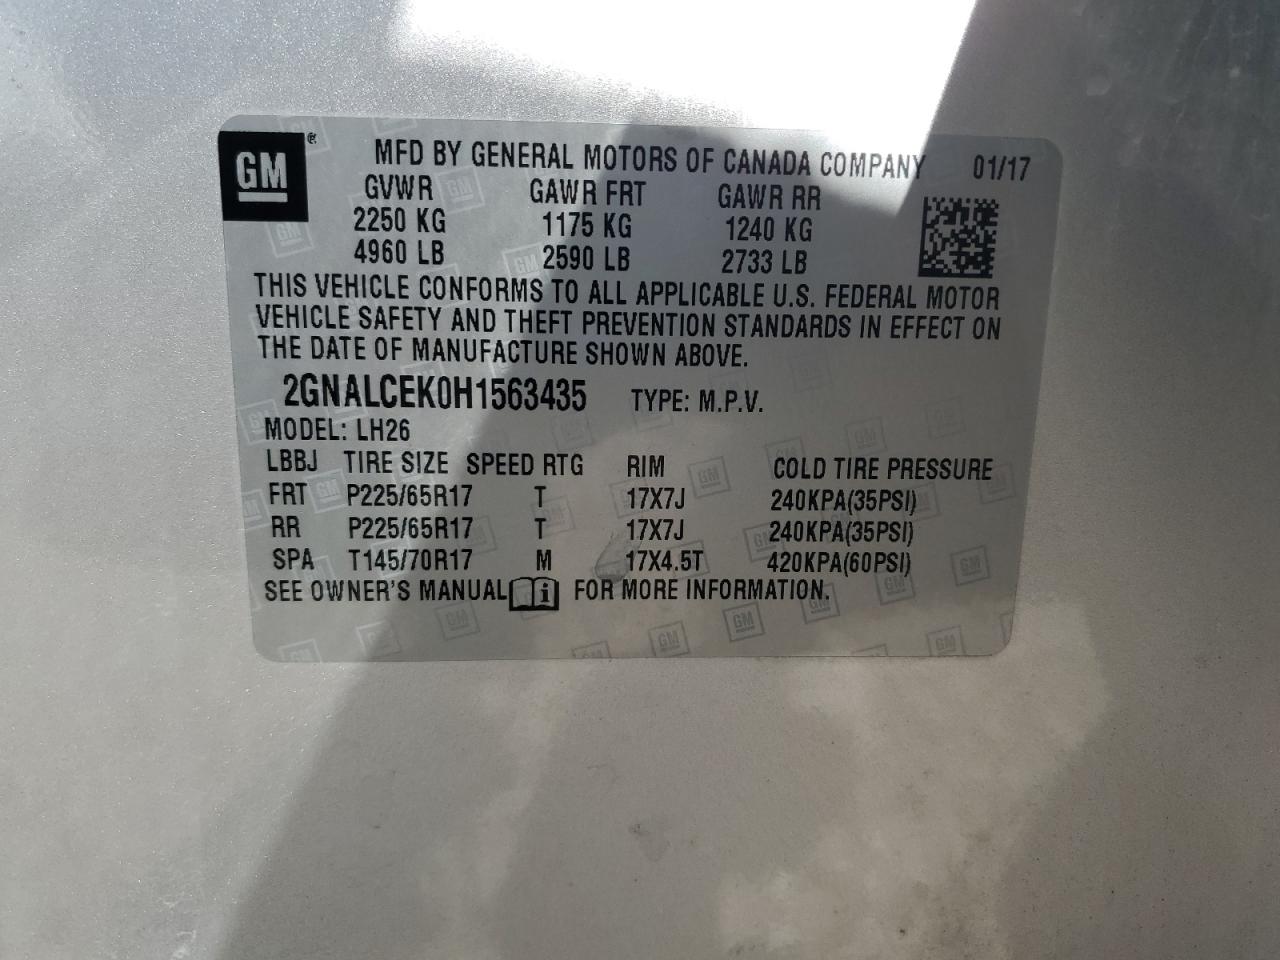 GM
MFD BY GENERAL MOTORS OF CANADA COMPANY 01/17
GVWR GAWR FRT GAWR RR
2250 KG 1175 KG 1240 KG
4960 LB 2590 LB 2733 LB
THIS VEHICLE CONFORMS TO ALL APPLICABLE U.S. FEDERAL MOTOR
VEHICLE SAFETY AND THEFT PREVENTION STANDARDS IN EFFECT ON
THE DATE OF MANUFACTURE SHOWN ABOVE.
2GNALCEK0H1563435 TYPE: M.P.V.
MODEL: LH26
LBBJ TIRE SIZE SPEED RTG RIM COLD TIRE PRESSURE
FRT P225/65R17 T 17X7J 240KPA(35PSI)
RR P225/65R17 T 17X7J 240KPA(35PSI)
SPA T145/70R17 M 17X4.5T 420KPA(60PSI)
SEE OWNER'S MANUAL i FOR MORE INFORMATION.